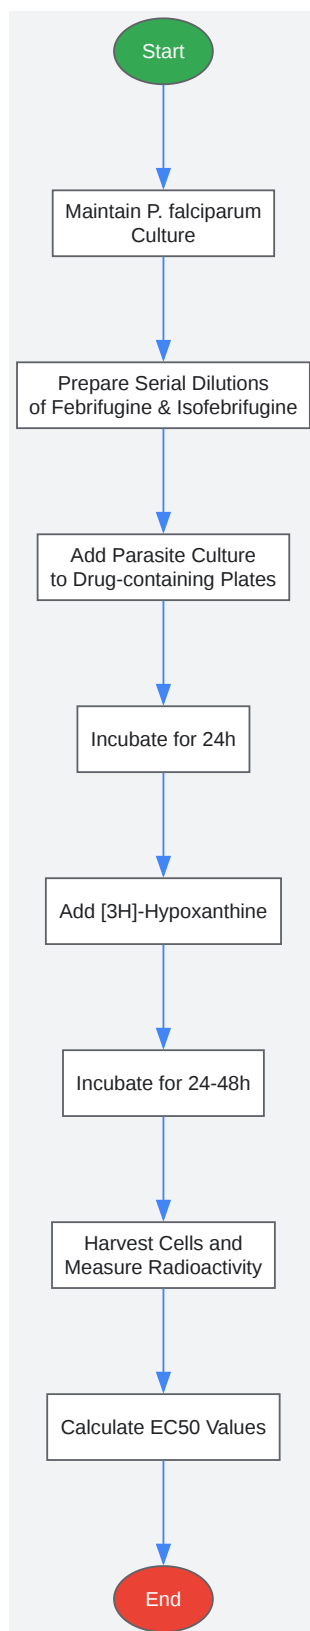 Start
Maintain P. falciparum
Culture
Prepare Serial Dilutions
of Febrifugine & Isofebrifugine
Add Parasite Culture
to Drug-containing Plates
Incubate for 24h
Add [3H]-Hypoxanthine
Incubate for 24-48h
Harvest Cells and
Measure Radioactivity
Calculate EC50 Values
End